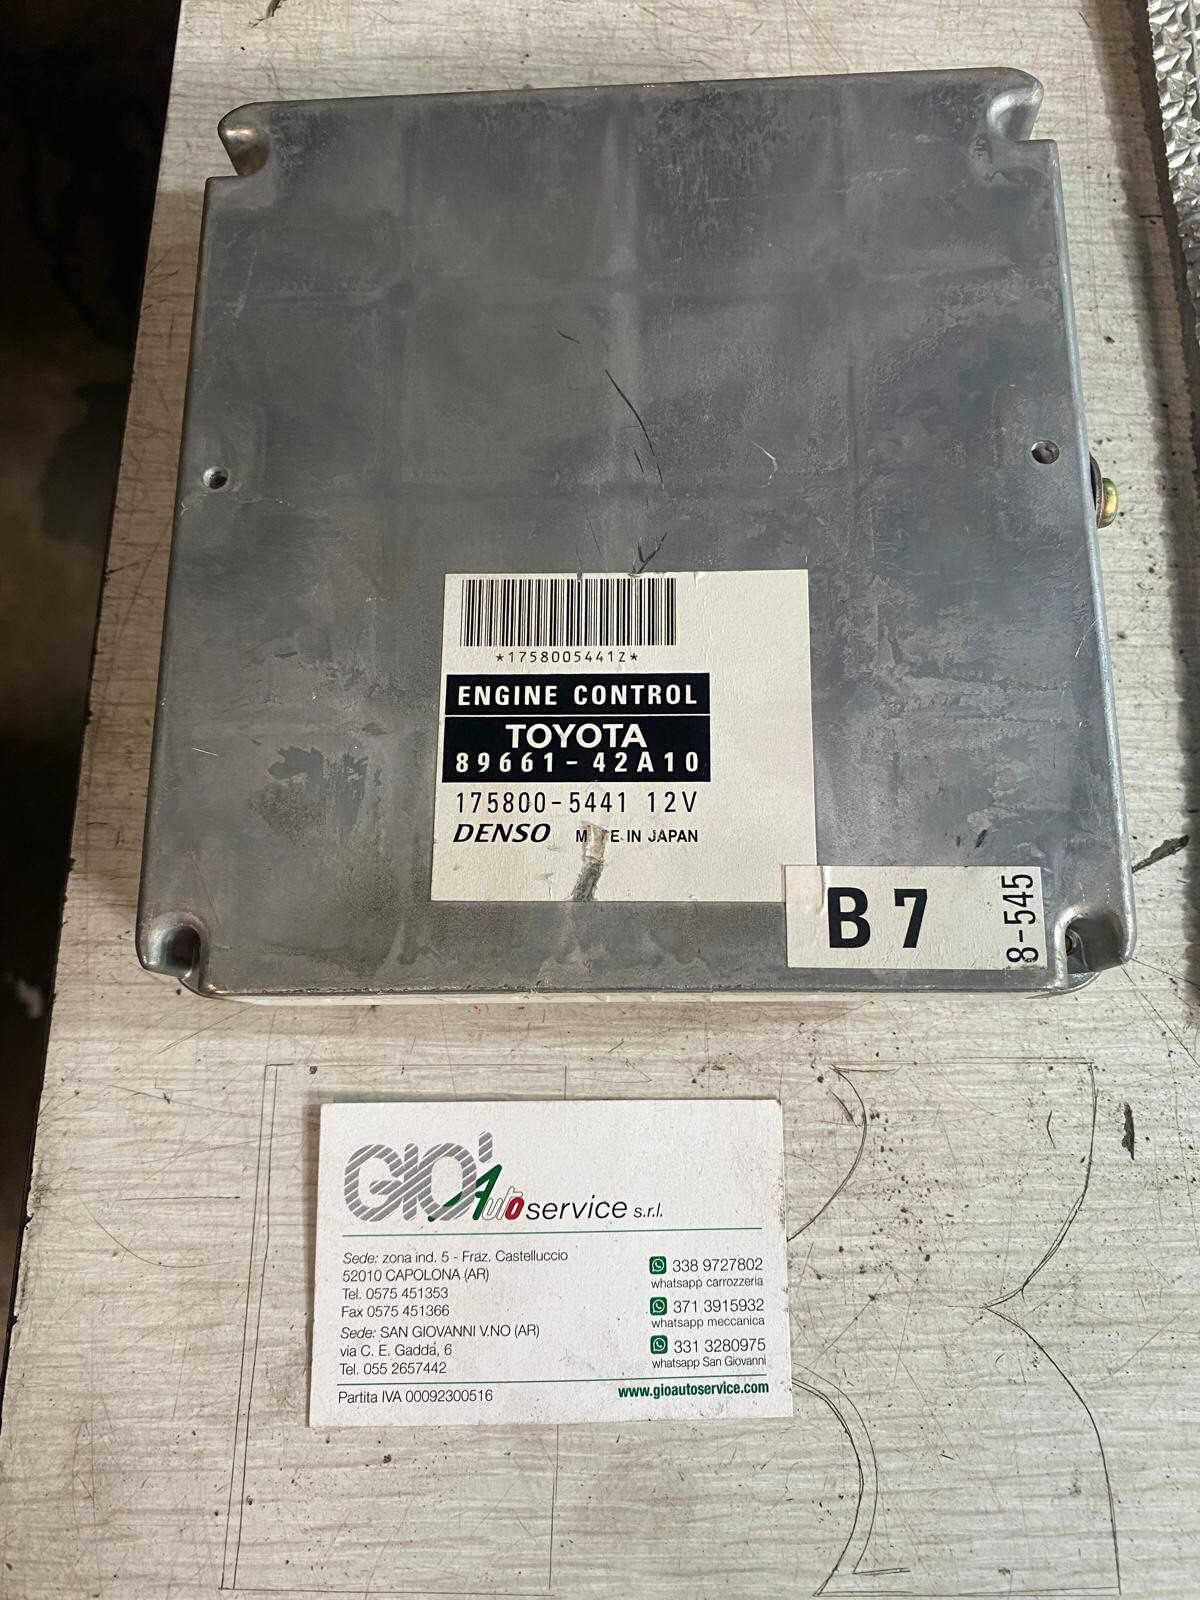 *1758005441Z*
ENGINE CONTROL
TOYOTA
89661-42A10
175800-5441 12V
DENSO IN JAPAN
B7
8-545
GIO' Autoservice s.r.l.
Sede: zona ind. 5 - Fraz. Castelluccio
52010 CAPOLONA (AR)
Tel. 0575 451353
Fax 0575 451366
Sede: SAN GIOVANNI V.NO (AR)
via C. E. Gadda, 6
Tel. 055 2657442
338 9727802
whatsapp carrozzeria
371 3915932
whatsapp meccanica
331 3280975
whatsapp San Giovanni
Partita IVA 00092300516
www.gioautoservice.com